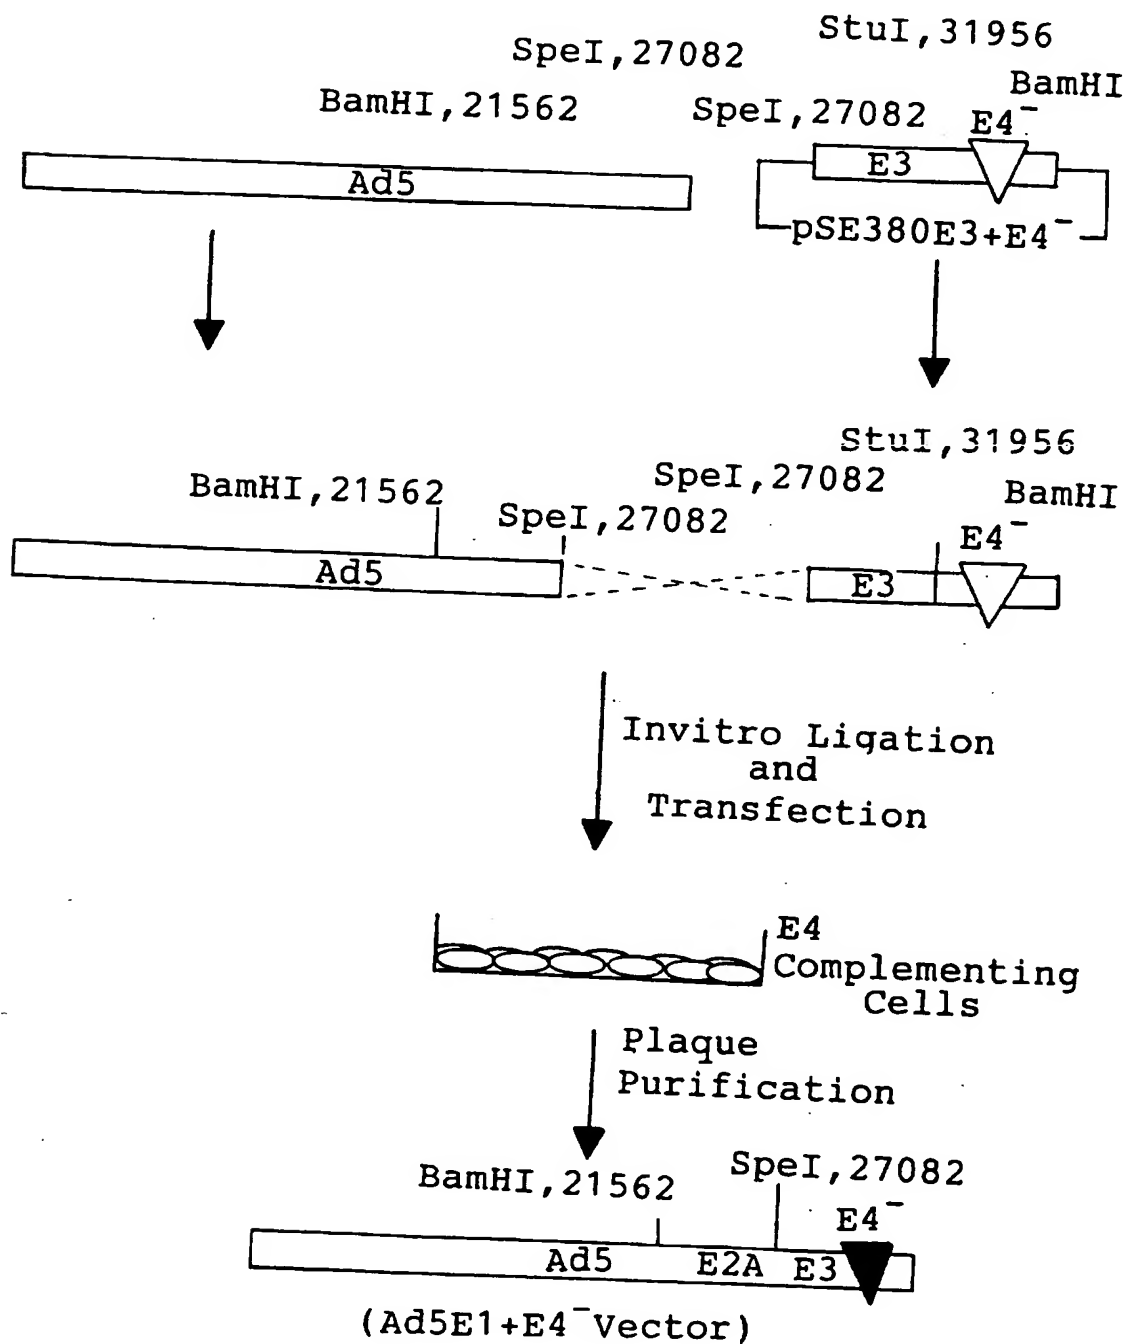 StuI,31956
SpeI,27082
BamHI
BamHI,21562
SpeI,27082
E4⁻
Ad5
E3
pSE380E3+E4⁻
StuI,31956
SpeI,27082
BamHI,21562
BamHI
SpeI,27082
E4⁻
Ad5
E3
Invitro Ligation
and
Transfection
E4
Complementing
Cells
Plaque
Purification
SpeI,27082
BamHI,21562
E4⁻
Ad5
E2A
E3
(Ad5E1+E4⁻Vector)